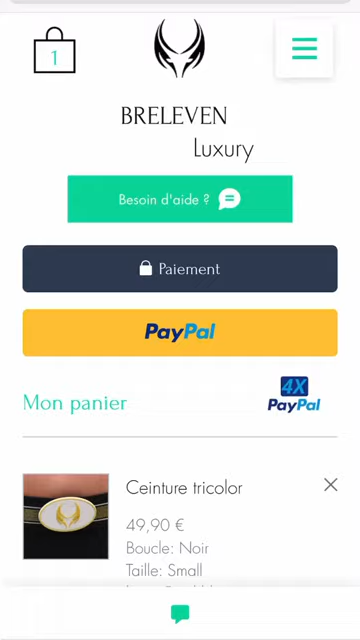 1
BRELEVEN
Luxury
Besoin d'aide ?
Paiement
PayPal
4X
PayPal
Mon panier
Ceinture tricolor
49,90 €
Boucle: Noir
Taille: Small